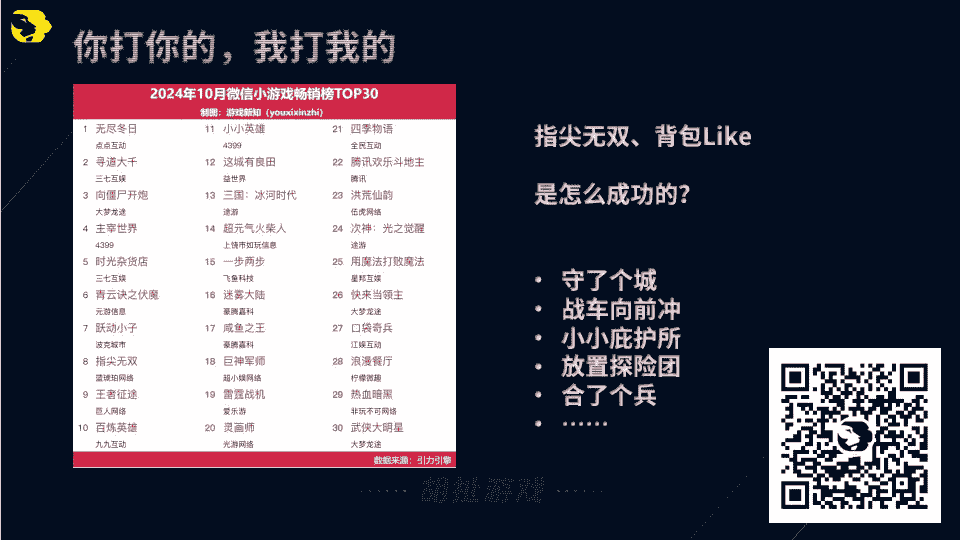 你打你的，我打我的
2024年10月微信小游戏畅销榜TOP30
制图：游戏新知（youxixinzhi）
1 无尽冬日 11 小小英雄 21 四季物语
点点互动 4399 全民互动
2 寻道大千 12 这城有良田 22 腾讯欢乐斗地主
三七互娱 益世界 腾讯
3 向僵尸开炮 13 三国：冰河时代 23 洪荒仙韵
大梦龙途 途游 伍虎网络
4 主宰世界 14 超元气火柴人 24 次神：光之觉醒
4399 上饶市如玩信息 途游
5 时光杂货店 15 一步两步 25 用魔法打败魔法
三七互娱 飞鱼科技 星邦互娱
6 青云诀之伏魔 16 迷雾大陆 26 快来当领主
元游信息 豪腾嘉科 大梦龙途
7 跃动小子 17 咸鱼之王 27 口袋奇兵
波克城市 豪腾嘉科 江娱互动
8 指尖无双 18 巨神军师 28 浪漫餐厅
蓝琥珀网络 超小娱网络 柠檬微趣
9 王者征途 19 雷霆战机 29 热血暗黑
巨人网络 爱乐游 非玩不可网络
10 百炼英雄 20 灵画师 30 武侠大明星
九九互动 光游网络 大梦龙途
数据来源：引力引擎
指尖无双、背包Like
是怎么成功的？
• 守了个城
• 战车向前冲
• 小小庇护所
• 放置探险团
• 合了个兵
• ……
…… 胡扯游戏 ……